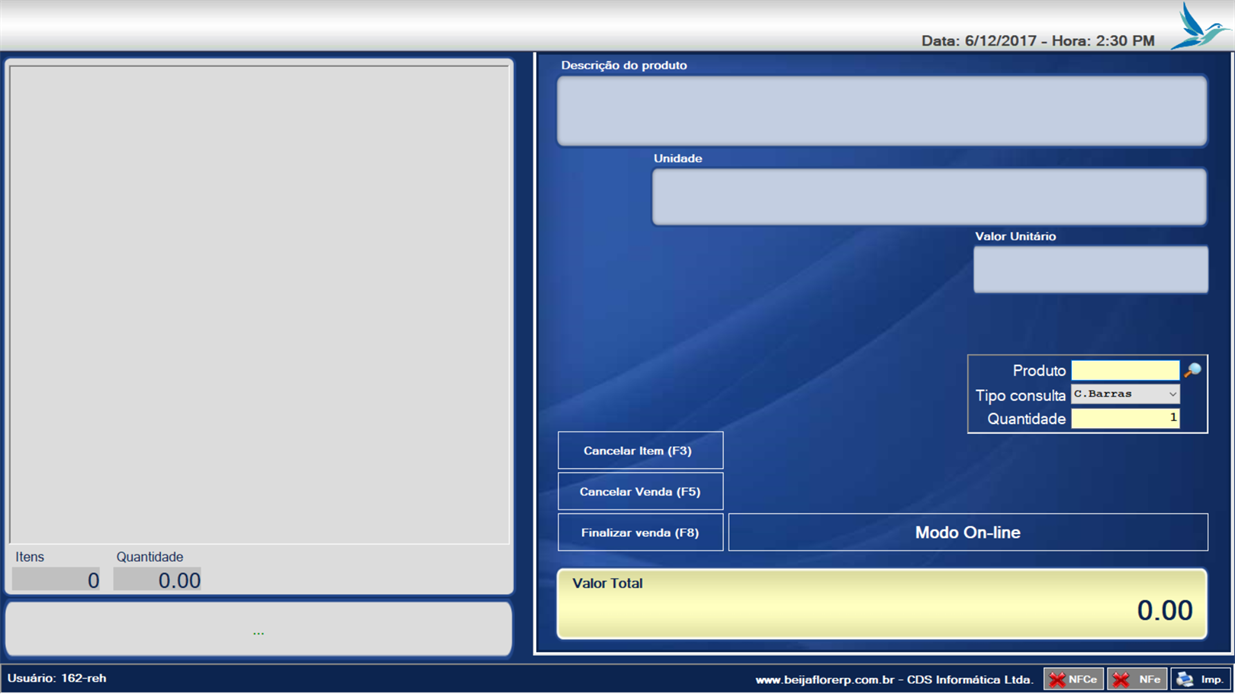 Data: 6/12/2017 - Hora: 2:30 PM
Descrição do produto
Unidade
Valor Unitário
Produto
Tipo consulta C.Barras
Quantidade 1
Cancelar Item (F3)
Cancelar Venda (F5)
Finalizar venda (F8)
Modo On-line
Itens Quantidade
0 0.00
...
Valor Total
0.00
Usuário: 162-reh
www.beijaflorerp.com.br - CDS Informática Ltda.
NFCe NFe Imp.